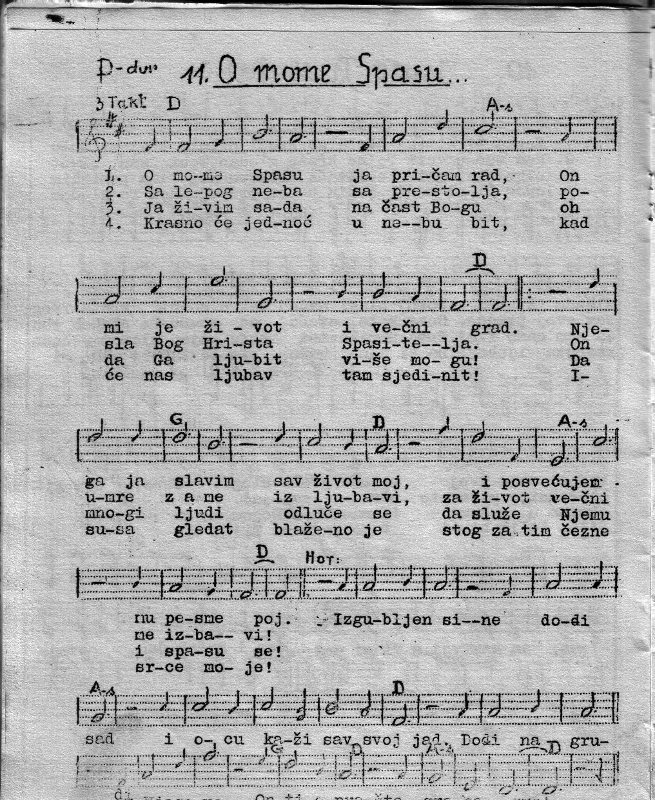 D-dur 11. O mome Spasu...
3 Takt D A-s
1. O mo-me Spasu ja pri-čam rad, On
2. Sa le-pog ne-ba sa pre-sto-lja, po-
3. Ja ži-vim sa-da na čast Bo-gu oh
4. Krasno će jed-noć u ne--bu bit, kad
D
mi je ži - vot i ve-čni grad. Nje-
sla Bog Hri-sta Spasi-te--lja. On
da Ga lju-bit vi-še mo- gu! Da
će nas ljubav tam sjedi-nit! I-
G D A-s
ga ja slavim sav život moj, i posvećujem
u-mre z a me iz lju-ba-vi, za ži-vot ve-čni
mno-gi ljudi odluče se da služe Njemu
su-sa gledat blaže-no je stog za tim čezne
D Hor:
mu pe-sme poj. Izgu-bljen si--ne do-di
me iz-ba-- vi!
i spa-su se!
sr-ce mo- je!
A-s D
sad i o-cu ka-ži sav svoj jad. Dođi na gru-
G D A-s D